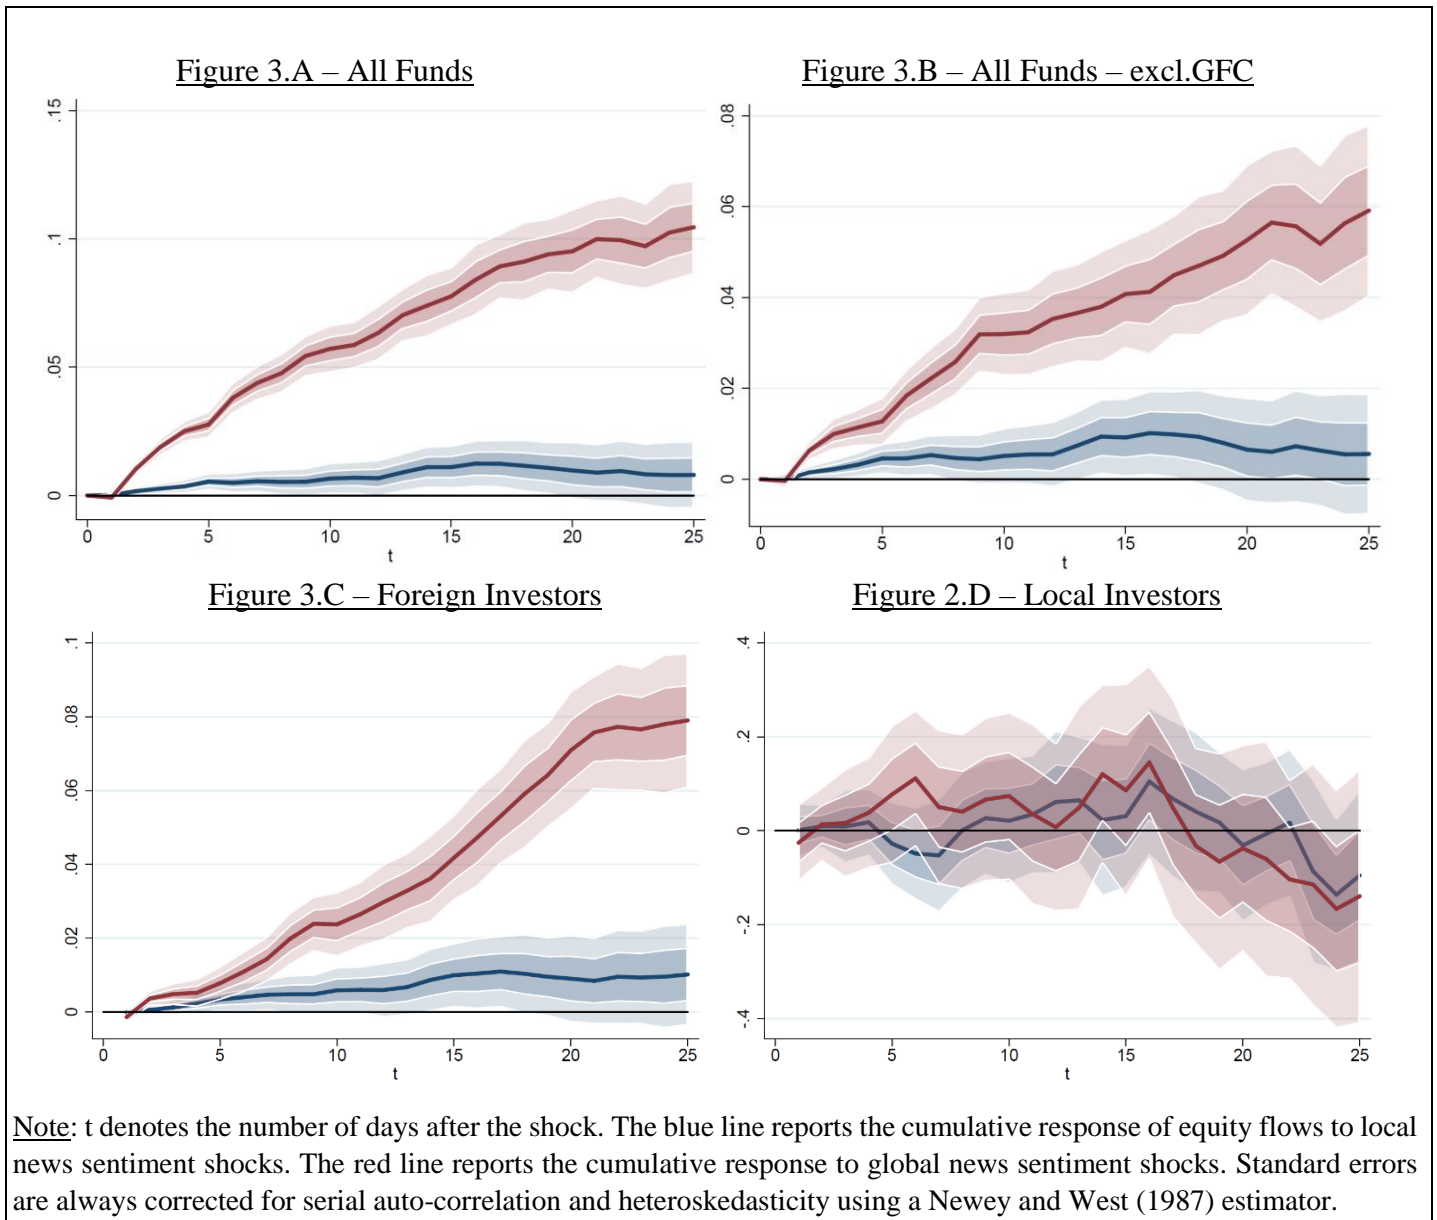 Figure 3.A – All Funds
.15
.1
.05
0
0 5 10 15 20 25
t
Figure 3.B – All Funds – excl.GFC
.08
.06
.04
.02
0
0 5 10 15 20 25
t
Figure 3.C – Foreign Investors
.1
.08
.06
.04
.02
0
0 5 10 15 20 25
t
Figure 2.D – Local Investors
.4
.2
0
-.2
-.4
0 5 10 15 20 25
t
Note: t denotes the number of days after the shock. The blue line reports the cumulative response of equity flows to local
news sentiment shocks. The red line reports the cumulative response to global news sentiment shocks. Standard errors
are always corrected for serial auto-correlation and heteroskedasticity using a Newey and West (1987) estimator.